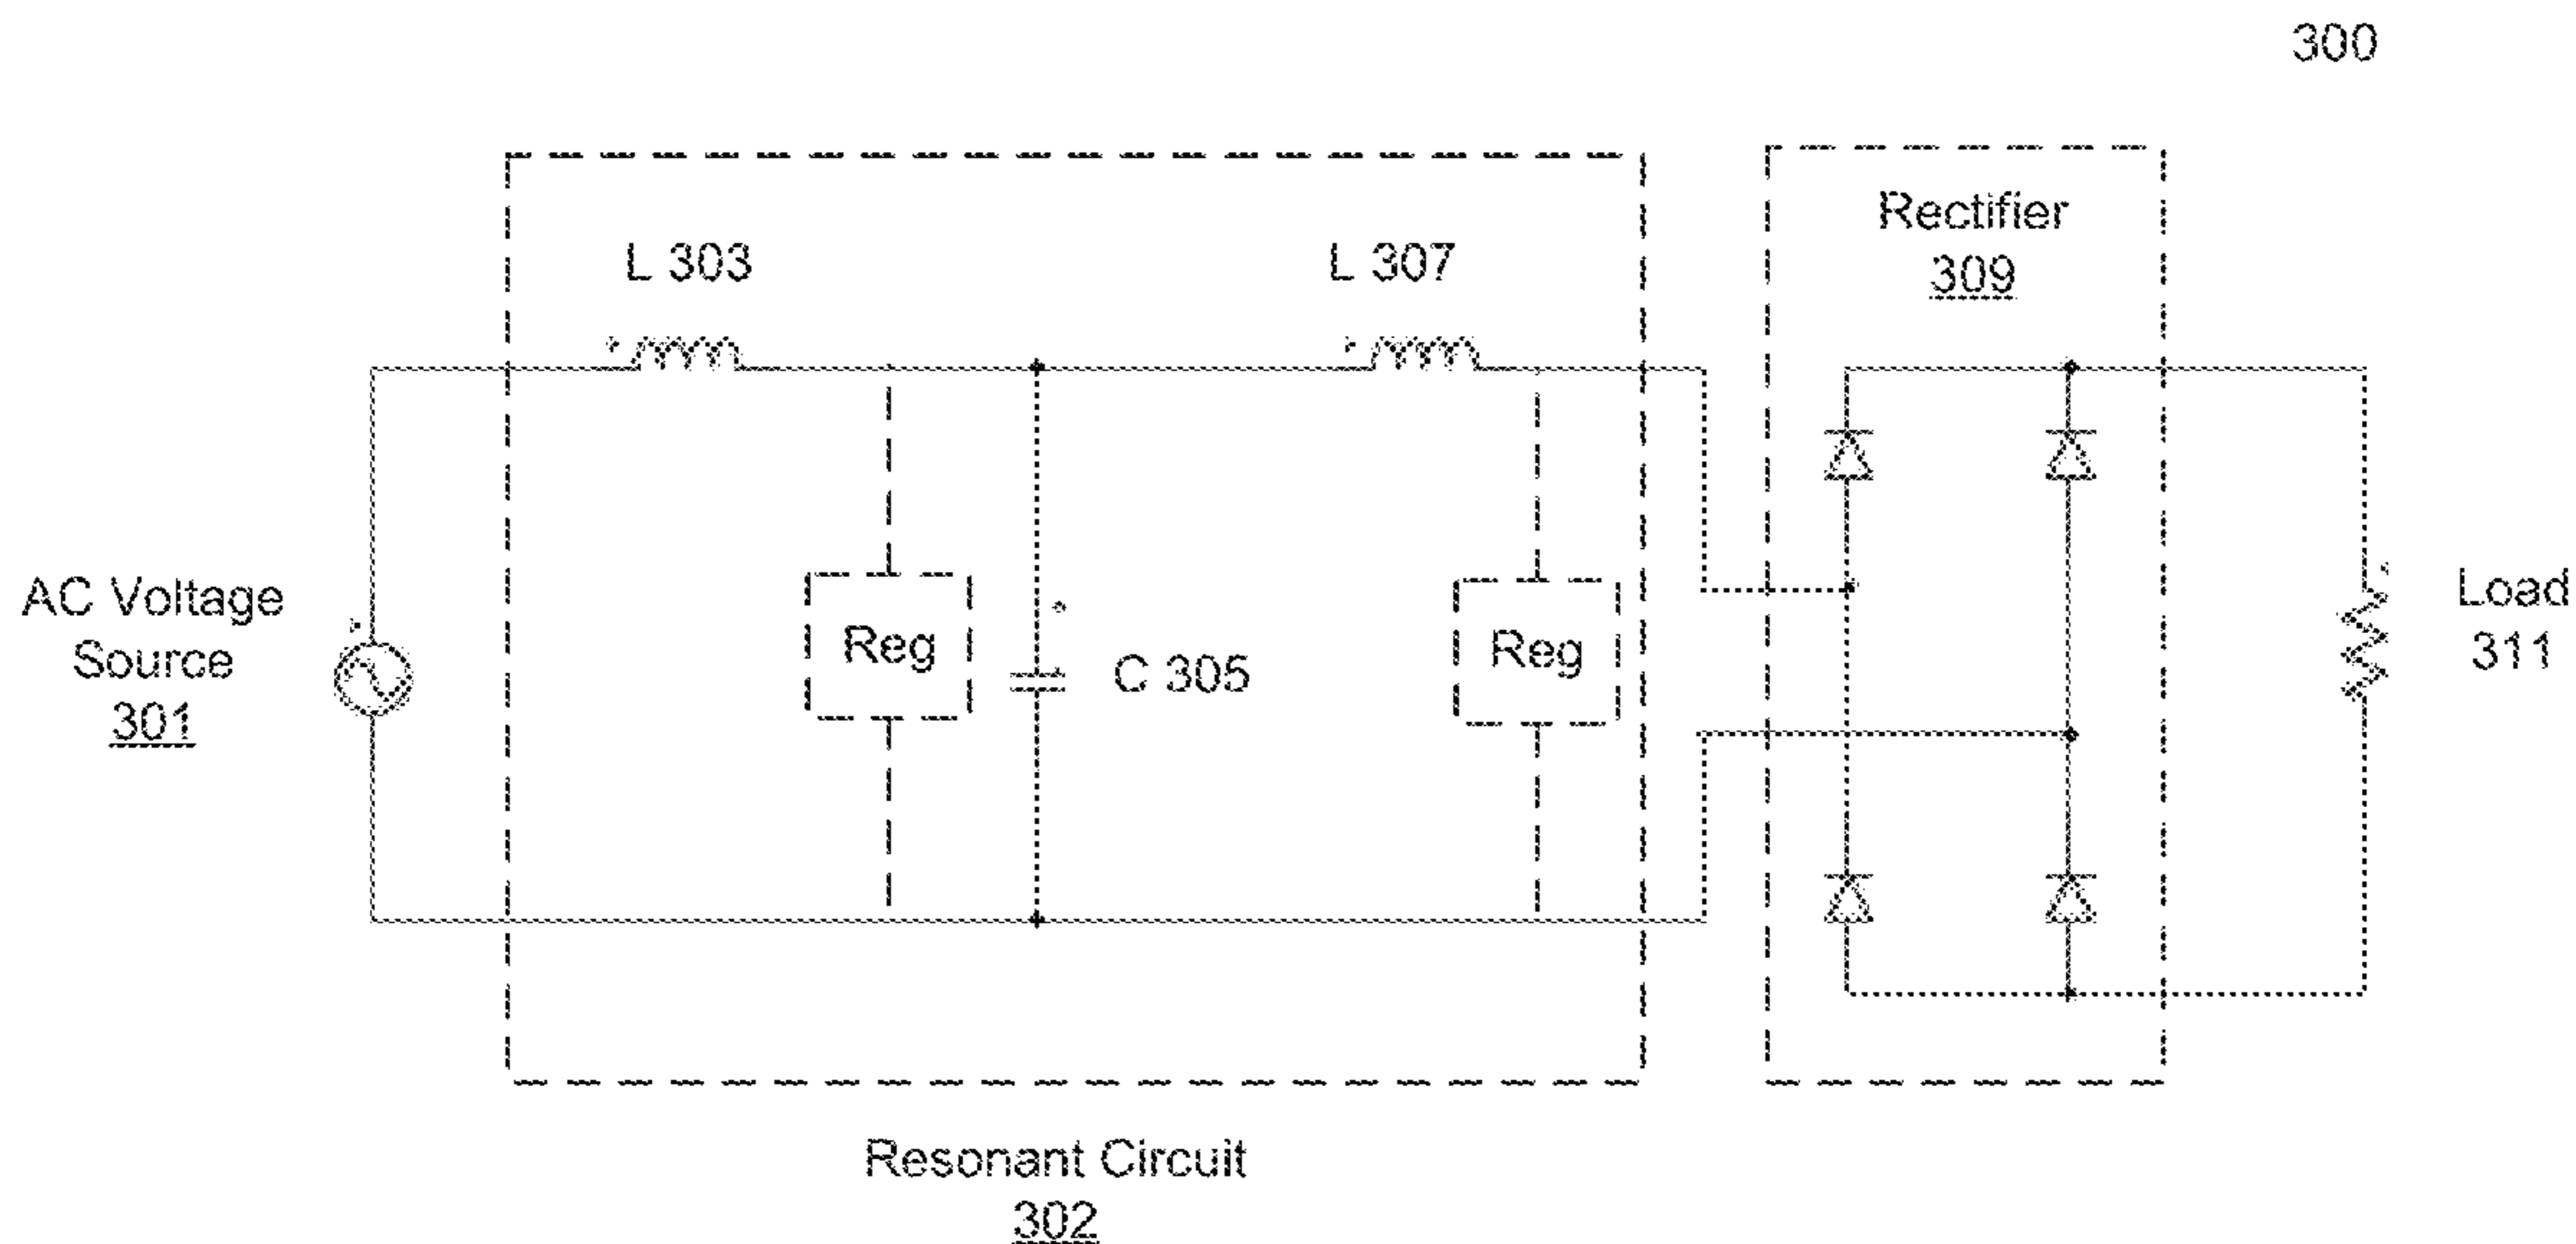 300
L 303
L 307
Rectifier
309
AC Voltage
Source
301
Reg
C 305
Reg
Load
311
Resonant Circuit
302